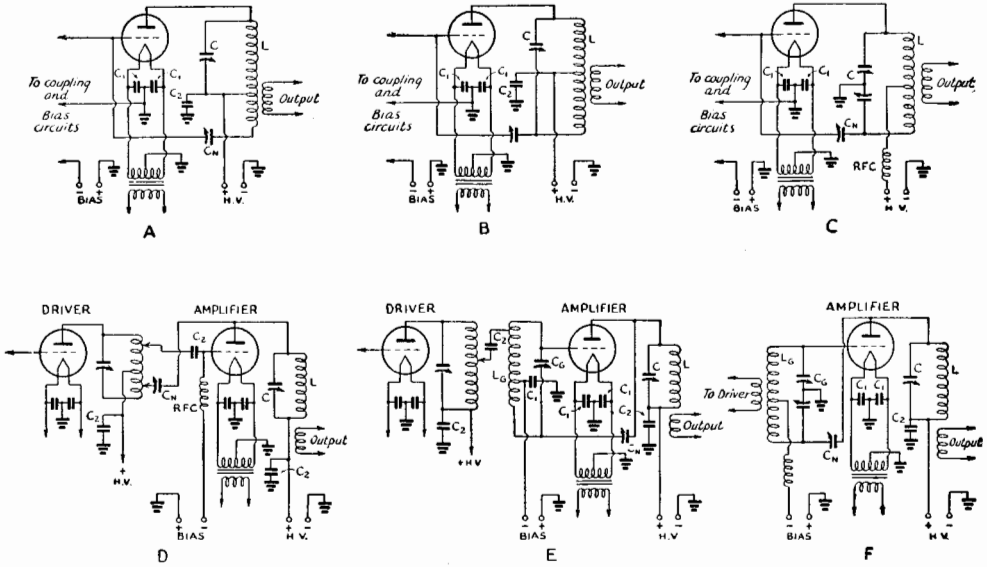 C
L
C₁
C₁
To coupling
and
Bias
circuits
C₂
Output
CN
- +
BIAS
+ -
H.V.
A
C
L
C₁
C₁
To coupling
and
Bias
circuits
C₂
Output
CN
- +
BIAS
+ -
H.V.
B
L
C₁
C₁
C
To coupling
and
Bias
circuits
Output
CN
RFC
- +
BIAS
+ -
H.V.
C
DRIVER
AMPLIFIER
C₂
CN
RFC
C
L
C₂
+
H.V.
Output
C₂
+ -
BIAS
+ -
H.V.
D
DRIVER
AMPLIFIER
C₂
LG
CG
C₁
C₁
C₁
C
L
C₂
C₂
CN
Output
+H.V
- +
BIAS
+ -
H.V.
E
AMPLIFIER
LG
CG
C₁
C₁
C
L
To Driver
C₂
CN
Output
- +
BIAS
+ -
H.V.
F